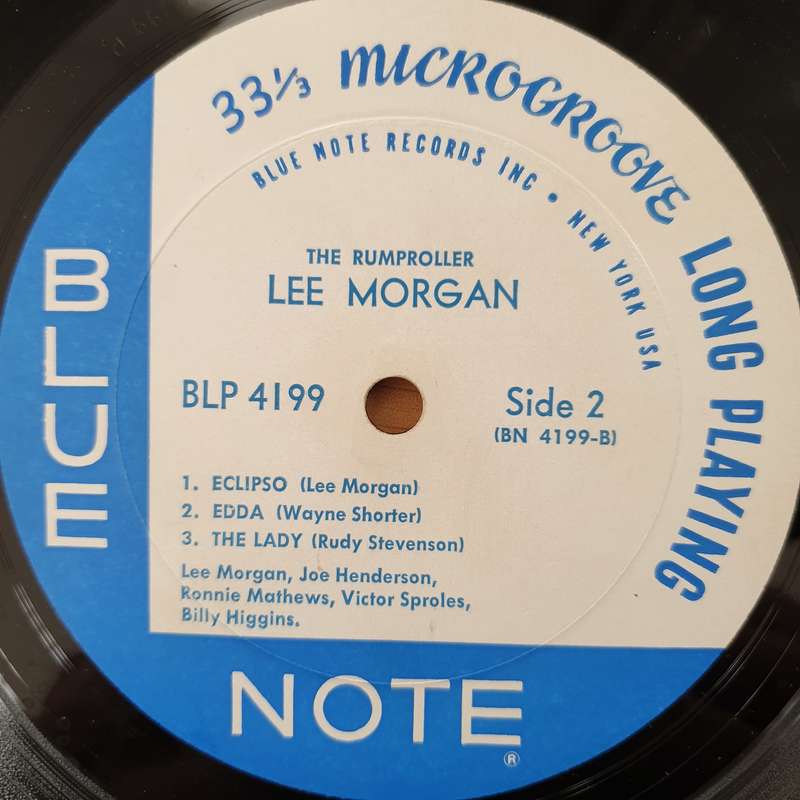 33⅓ MICROGROOVE LONG PLAYING
BLUE NOTE RECORDS INC • NEW YORK USA
THE RUMPROLLER
LEE MORGAN
BLP 4199
Side 2
(BN 4199-B)
1. ECLIPSO (Lee Morgan)
2. EDDA (Wayne Shorter)
3. THE LADY (Rudy Stevenson)
Lee Morgan, Joe Henderson,
Ronnie Mathews, Victor Sproles,
Billy Higgins.
BLUE
NOTE
®